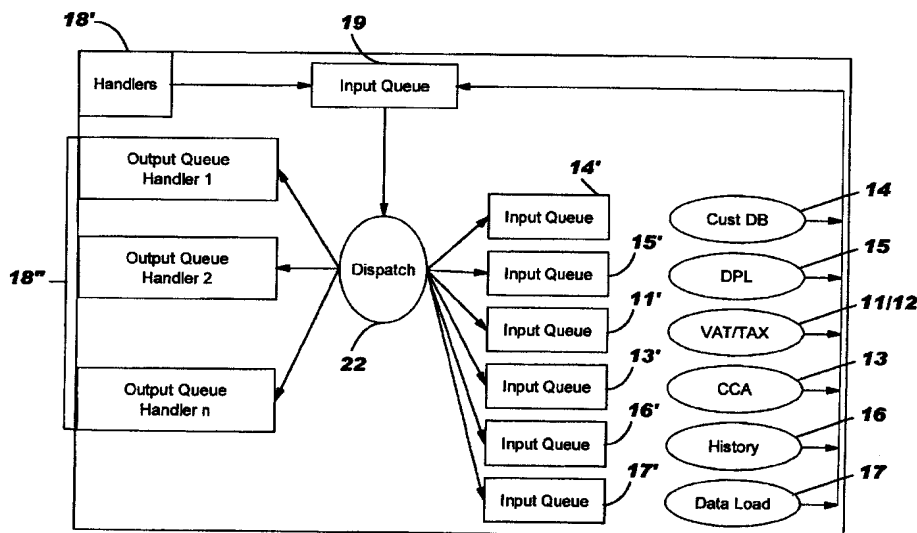 18'
19
Handlers
Input Queue
Output Queue
Handler 1
14'
14
Input Queue
Cust DB
15'
15
Output Queue
Handler 2
Dispatch
Input Queue
DPL
18"
11'
11/12
Input Queue
VAT/TAX
22
13'
13
Output Queue
Handler n
Input Queue
CCA
16'
16
Input Queue
History
17'
17
Input Queue
Data Load